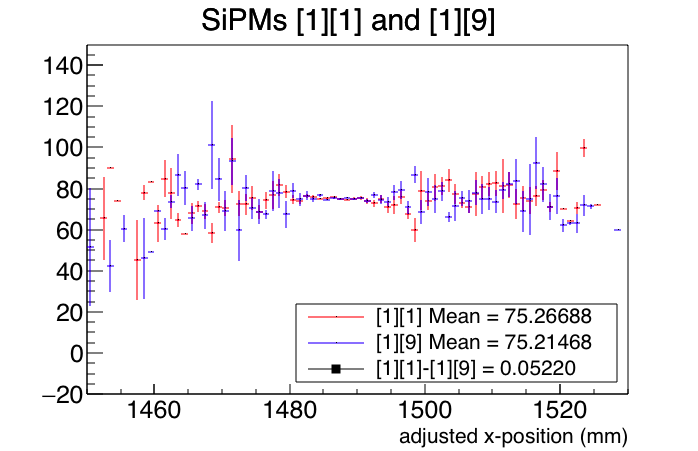 SiPMs [1][1] and [1][9]
140
120
100
80
60
40
20
0
−20
[1][1] Mean = 75.26688
[1][9] Mean = 75.21468
[1][1]-[1][9] = 0.05220
1460 1480 1500 1520
adjusted x-position (mm)